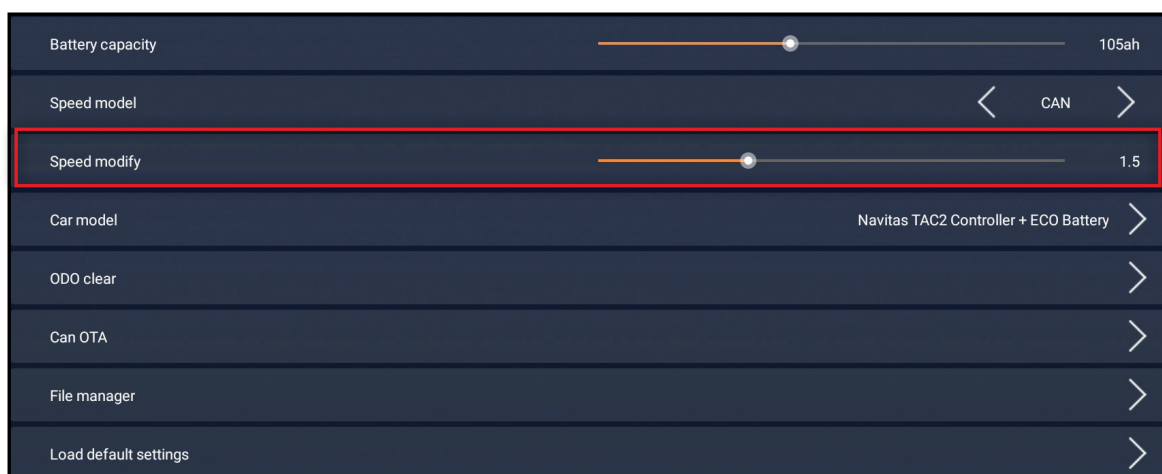 Battery capacity 105ah
Speed model CAN
Speed modify 1.5
Car model Navitas TAC2 Controller + ECO Battery
ODO clear
Can OTA
File manager
Load default settings